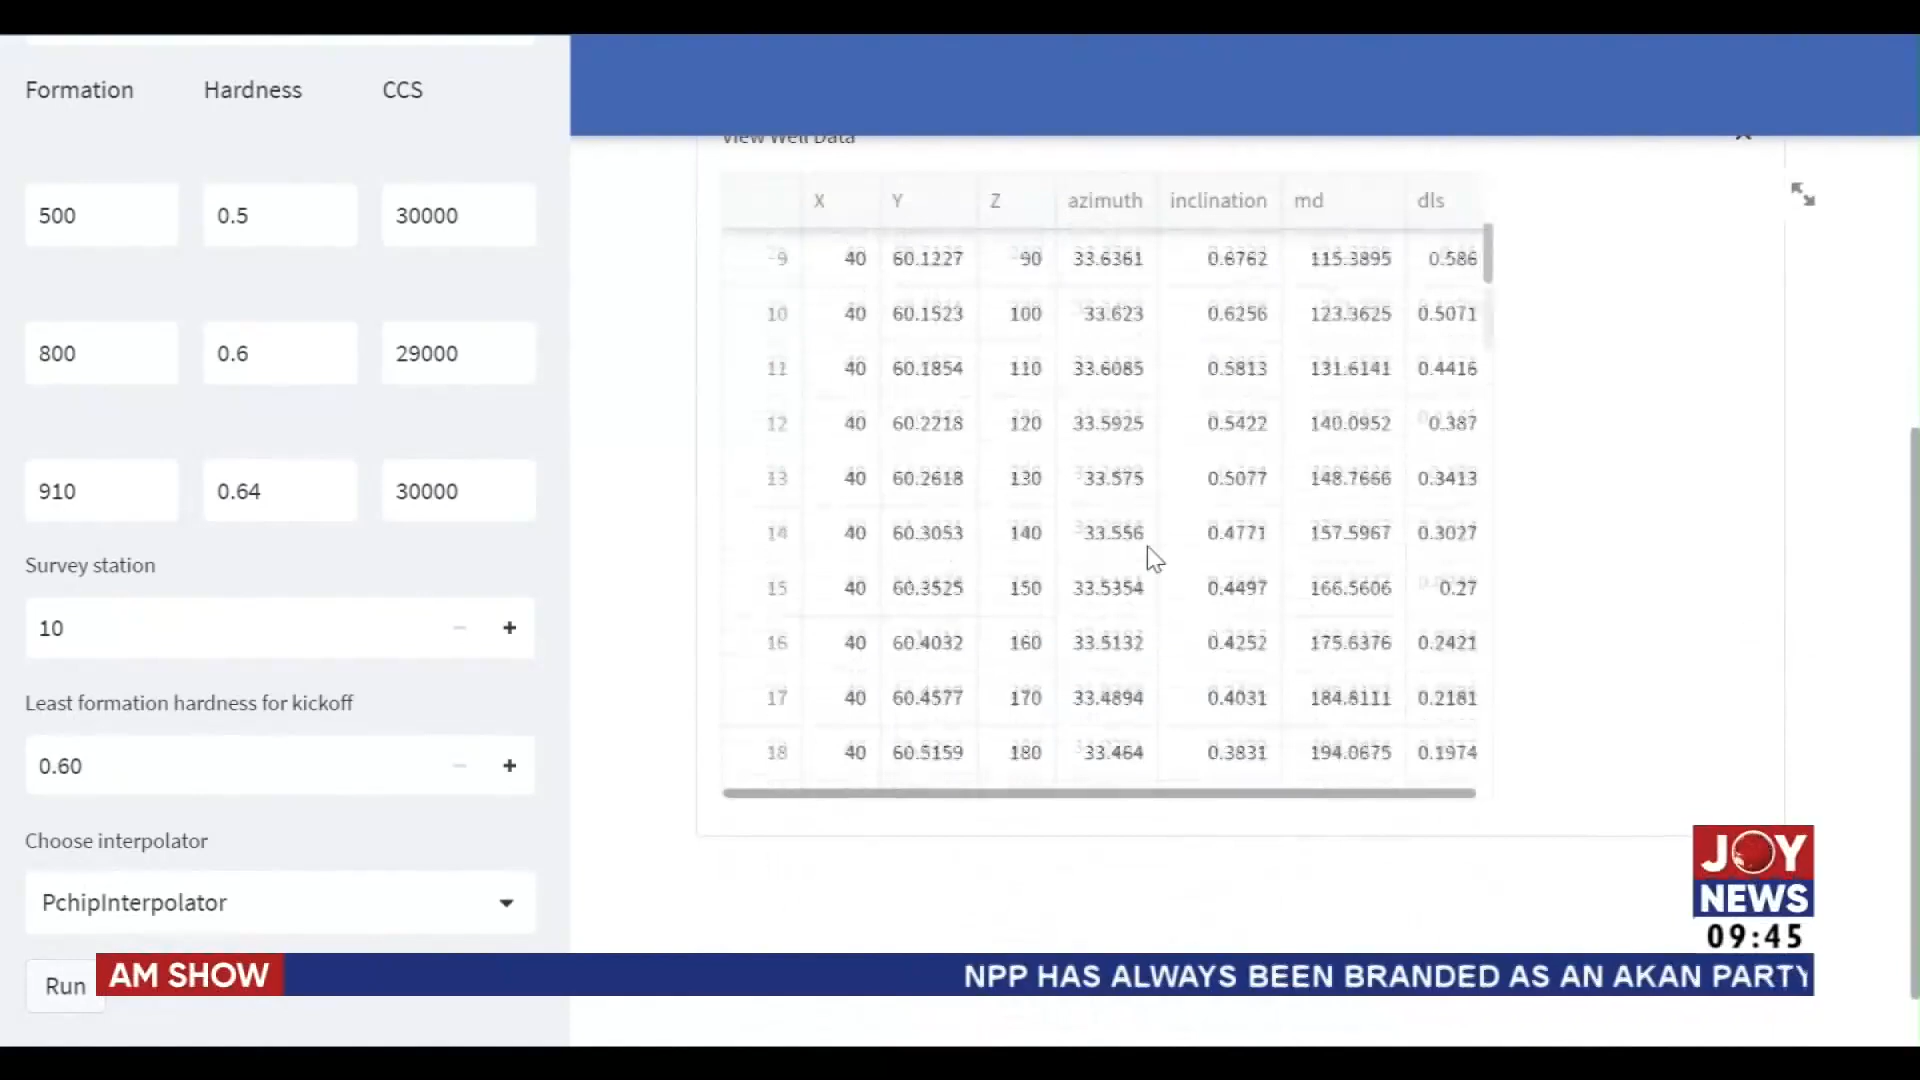 Formation Hardness CCS
500 0.5 30000
800 0.6 29000
910 0.64 30000
Survey station
10 − +
Least formation hardness for kickoff
0.60 − +
Choose interpolator
PchipInterpolator
Run
View Well Data
X Y Z azimuth inclination md dls
9 40 60.1227 90 33.6361 0.6762 115.3895 0.586
10 40 60.1523 100 33.623 0.6256 123.3625 0.5071
11 40 60.1854 110 33.6085 0.5813 131.6141 0.4416
12 40 60.2218 120 33.5925 0.5422 140.0952 0.387
13 40 60.2618 130 33.575 0.5077 148.7666 0.3413
14 40 60.3053 140 33.556 0.4771 157.5967 0.3027
15 40 60.3525 150 33.5354 0.4497 166.5606 0.27
16 40 60.4032 160 33.5132 0.4252 175.6376 0.2421
17 40 60.4577 170 33.4894 0.4031 184.8111 0.2181
18 40 60.5159 180 33.464 0.3831 194.0675 0.1974
JOY
NEWS
09:45
AM SHOW
NPP HAS ALWAYS BEEN BRANDED AS AN AKAN PARTY